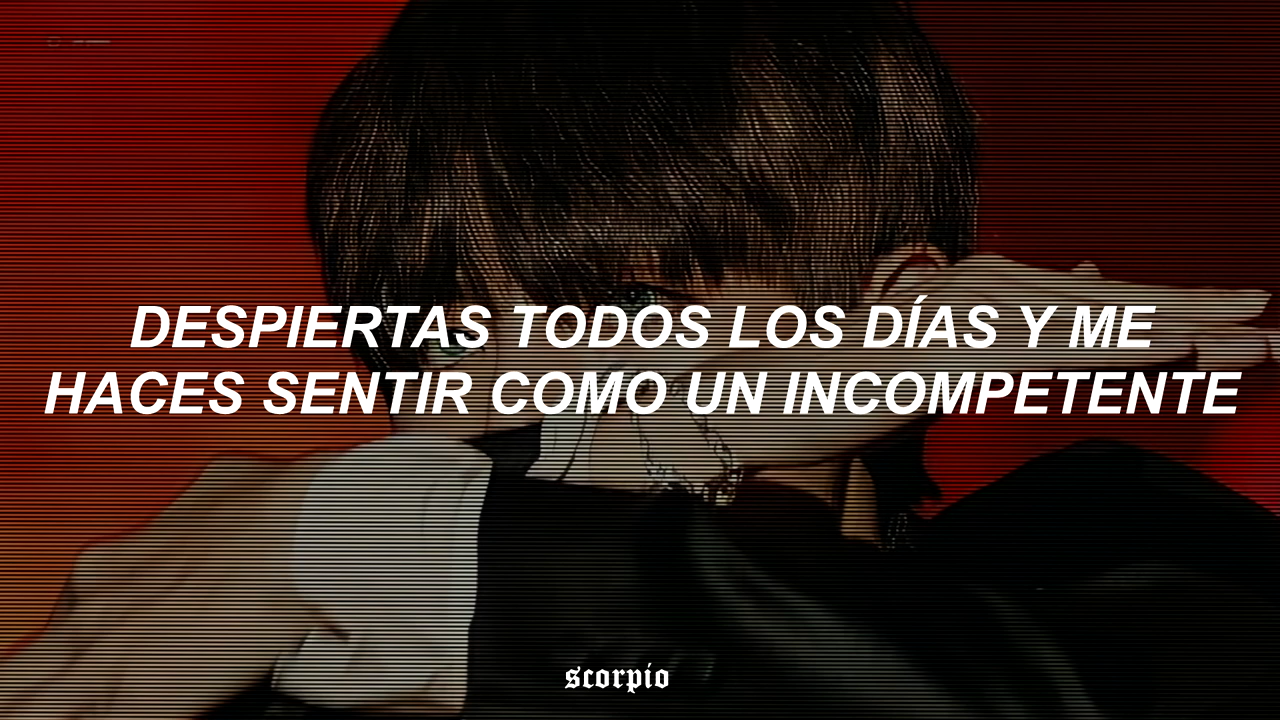 DESPIERTAS TODOS LOS DÍAS Y ME
HACES SENTIR COMO UN INCOMPETENTE
scorpio